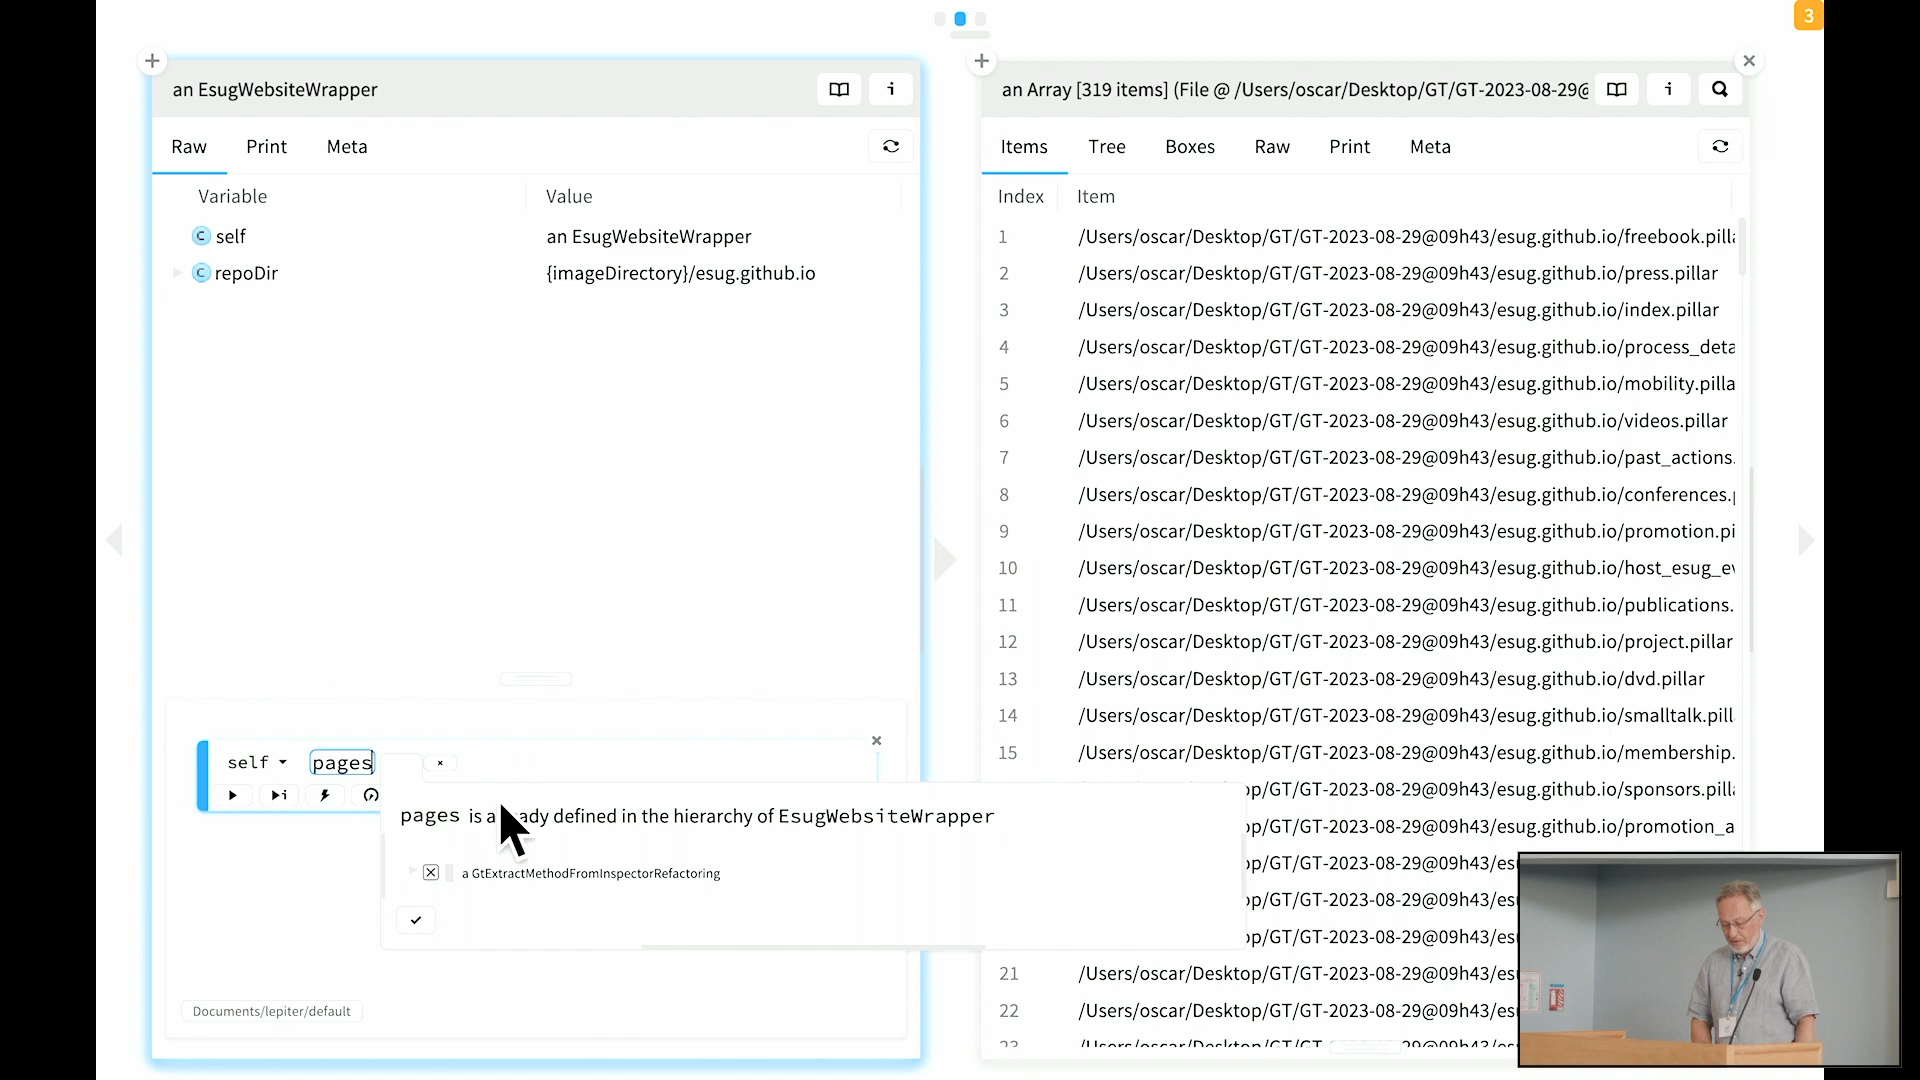 3
an EsugWebsiteWrapper
i
Raw Print Meta
Variable Value
self an EsugWebsiteWrapper
repoDir {imageDirectory}/esug.github.io
self pages
pages is already defined in the hierarchy of EsugWebsiteWrapper
a GtExtractMethodFromInspectorRefactoring
Documents/lepiter/default
an Array [319 items] (File @ /Users/oscar/Desktop/GT/GT-2023-08-29@
i
Items Tree Boxes Raw Print Meta
Index Item
1 /Users/oscar/Desktop/GT/GT-2023-08-29@09h43/esug.github.io/freebook.pilla
2 /Users/oscar/Desktop/GT/GT-2023-08-29@09h43/esug.github.io/press.pillar
3 /Users/oscar/Desktop/GT/GT-2023-08-29@09h43/esug.github.io/index.pillar
4 /Users/oscar/Desktop/GT/GT-2023-08-29@09h43/esug.github.io/process_deta
5 /Users/oscar/Desktop/GT/GT-2023-08-29@09h43/esug.github.io/mobility.pilla
6 /Users/oscar/Desktop/GT/GT-2023-08-29@09h43/esug.github.io/videos.pillar
7 /Users/oscar/Desktop/GT/GT-2023-08-29@09h43/esug.github.io/past_actions.
8 /Users/oscar/Desktop/GT/GT-2023-08-29@09h43/esug.github.io/conferences.p
9 /Users/oscar/Desktop/GT/GT-2023-08-29@09h43/esug.github.io/promotion.pi
10 /Users/oscar/Desktop/GT/GT-2023-08-29@09h43/esug.github.io/host_esug_ev
11 /Users/oscar/Desktop/GT/GT-2023-08-29@09h43/esug.github.io/publications.
12 /Users/oscar/Desktop/GT/GT-2023-08-29@09h43/esug.github.io/project.pillar
13 /Users/oscar/Desktop/GT/GT-2023-08-29@09h43/esug.github.io/dvd.pillar
14 /Users/oscar/Desktop/GT/GT-2023-08-29@09h43/esug.github.io/smalltalk.pill
15 /Users/oscar/Desktop/GT/GT-2023-08-29@09h43/esug.github.io/membership.
op/GT/GT-2023-08-29@09h43/esug.github.io/sponsors.pilla
op/GT/GT-2023-08-29@09h43/esug.github.io/promotion_a
op/GT/GT-2023-08-29@09h43/es
op/GT/GT-2023-08-29@09h43/es
op/GT/GT-2023-08-29@09h43/es
21 /Users/oscar/Desktop/GT/GT-2023-08-29@09h43/es
22 /Users/oscar/Desktop/GT/GT-2023-08-29@09h43/es